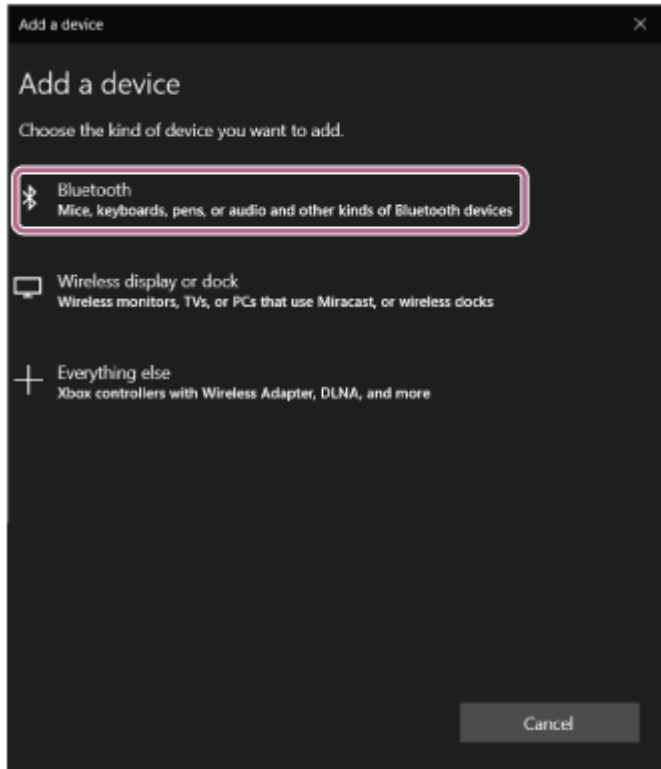 Add a device
Add a device
Choose the kind of device you want to add.
Bluetooth
Mice, keyboards, pens, or audio and other kinds of Bluetooth devices
Wireless display or dock
Wireless monitors, TVs, or PCs that use Miracast, or wireless docks
Everything else
Xbox controllers with Wireless Adapter, DLNA, and more
Cancel